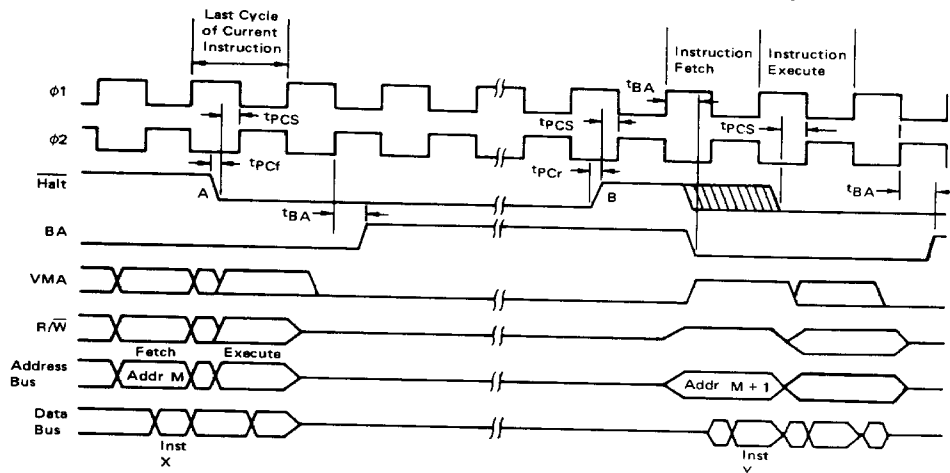 Last Cycle
of Current
Instruction
Instruction
Fetch
Instruction
Execute
φ1
tBA
tPCS
tPCS
tPCS
φ2
tPCf
tPCr
Halt
A
B
tBA
tBA
BA
VMA
R/W
Fetch
Execute
Address
Bus
Addr M
Addr M + 1
Data
Bus
Inst
X
Inst